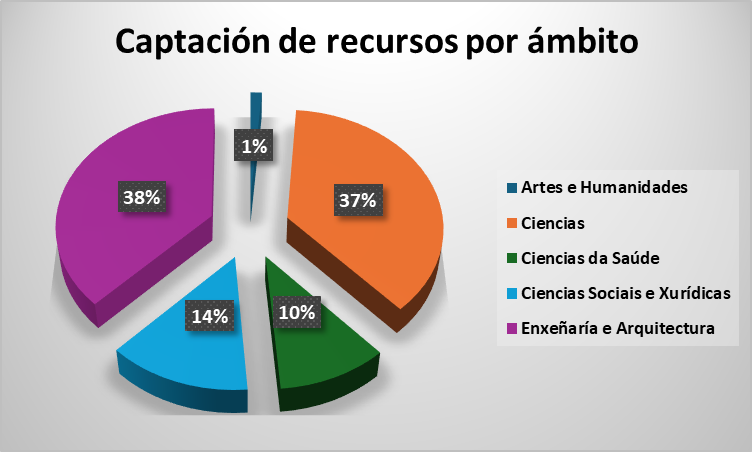 Captación de recursos por ámbito
1%
37%
38%
10%
14%
Artes e Humanidades
Ciencias
Ciencias da Saúde
Ciencias Sociais e Xurídicas
Enxeñaría e Arquitectura